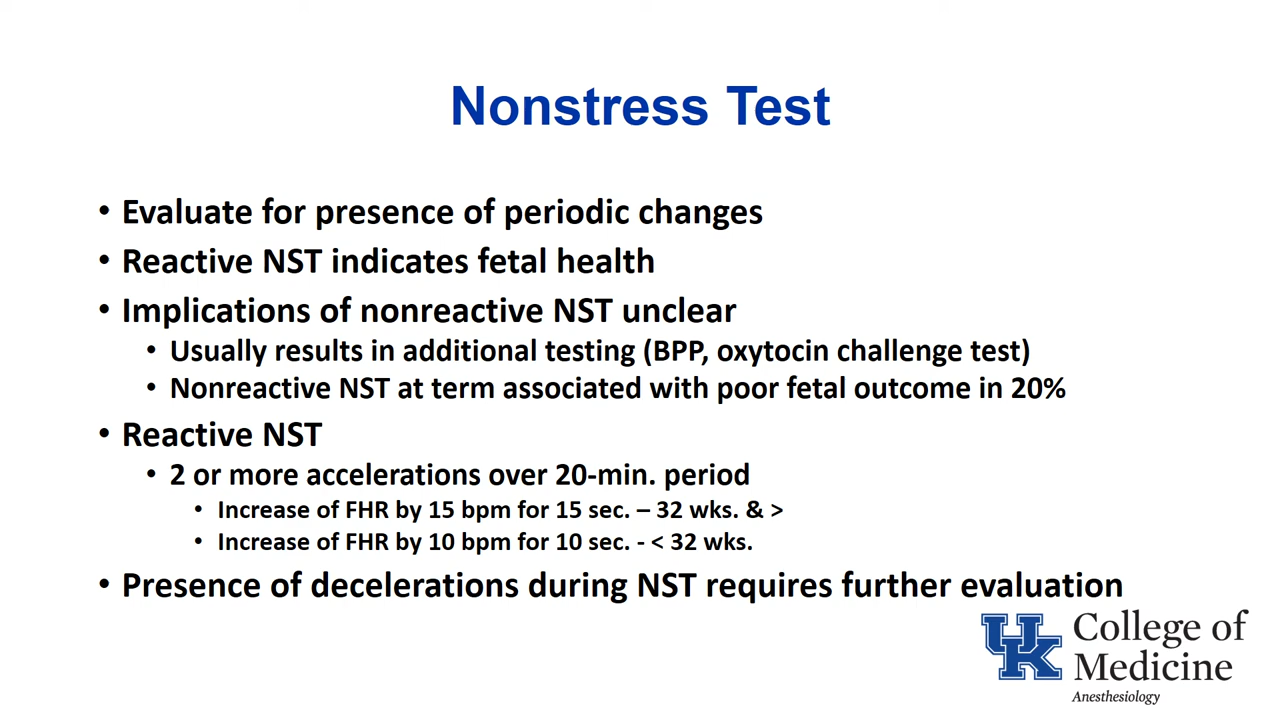 Nonstress Test
• Evaluate for presence of periodic changes
• Reactive NST indicates fetal health
• Implications of nonreactive NST unclear
• Usually results in additional testing (BPP, oxytocin challenge test)
• Nonreactive NST at term associated with poor fetal outcome in 20%
• Reactive NST
• 2 or more accelerations over 20-min. period
• Increase of FHR by 15 bpm for 15 sec. – 32 wks. & >
• Increase of FHR by 10 bpm for 10 sec. - < 32 wks.
• Presence of decelerations during NST requires further evaluation
UK College of
Medicine
Anesthesiology